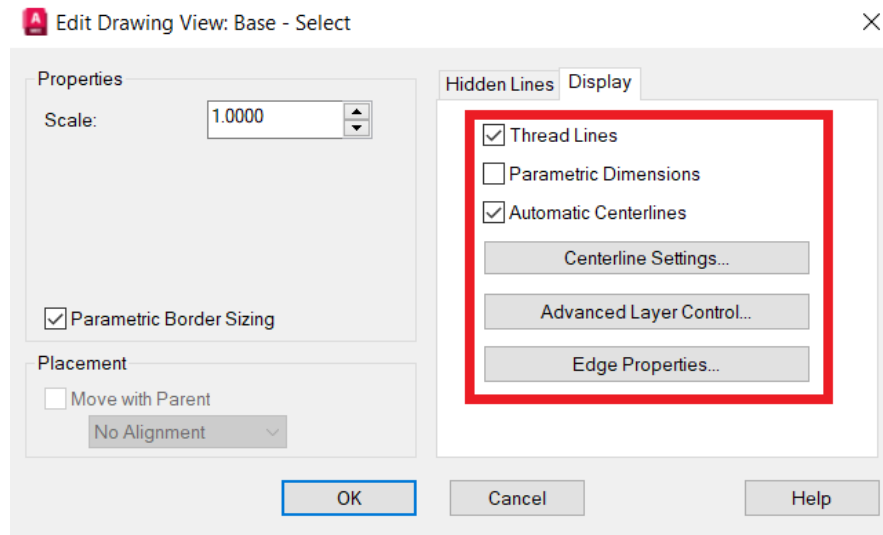 Edit Drawing View: Base - Select
Properties
Scale:
1.0000
Parametric Border Sizing
Placement
Move with Parent
No Alignment
Hidden Lines
Display
Thread Lines
Parametric Dimensions
Automatic Centerlines
Centerline Settings...
Advanced Layer Control...
Edge Properties...
OK
Cancel
Help